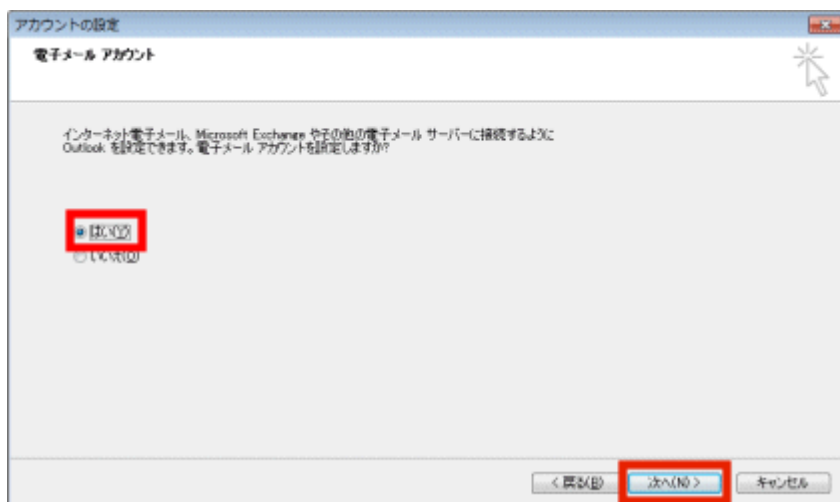 アカウントの設定
電子メール アカウント
インターネット電子メール、Microsoft Exchange やその他の電子メール サーバーに接続するように
Outlook を設定できます。電子メール アカウントを設定しますか?
はい(Y)
いいえ(O)
< 戻る(B)
次へ(N) >
キャンセル